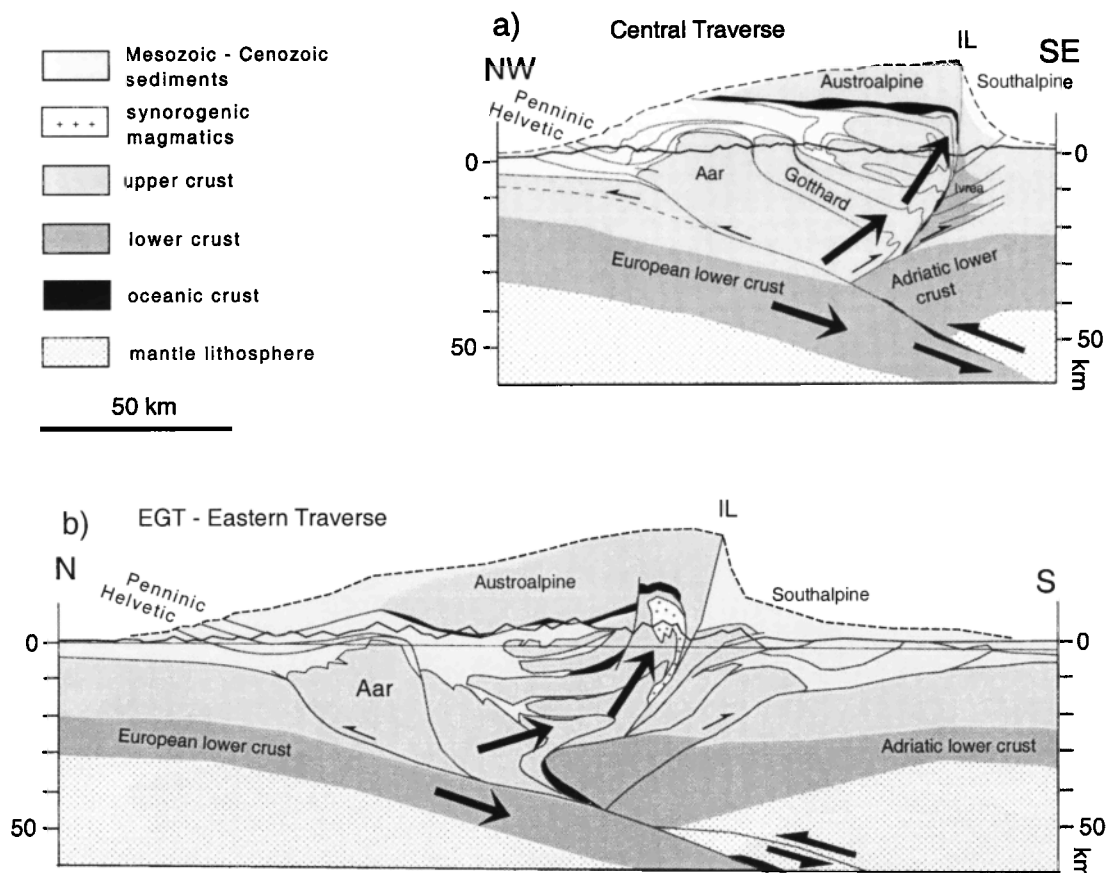 Mesozoic - Cenozoic
sediments
synorogenic
magmatics
upper crust
lower crust
oceanic crust
mantle lithosphere
50 km
a)
Central Traverse
IL
NW
SE
Austroalpine
Southalpine
Penninic
Helvetic
0
0
Aar
Gotthard
Ivrea
European lower crust
Adriatic lower
crust
50
50
km
b)
EGT - Eastern Traverse
IL
N
S
Penninic
Helvetic
Austroalpine
Southalpine
0
0
Aar
European lower crust
Adriatic lower crust
50
50
km